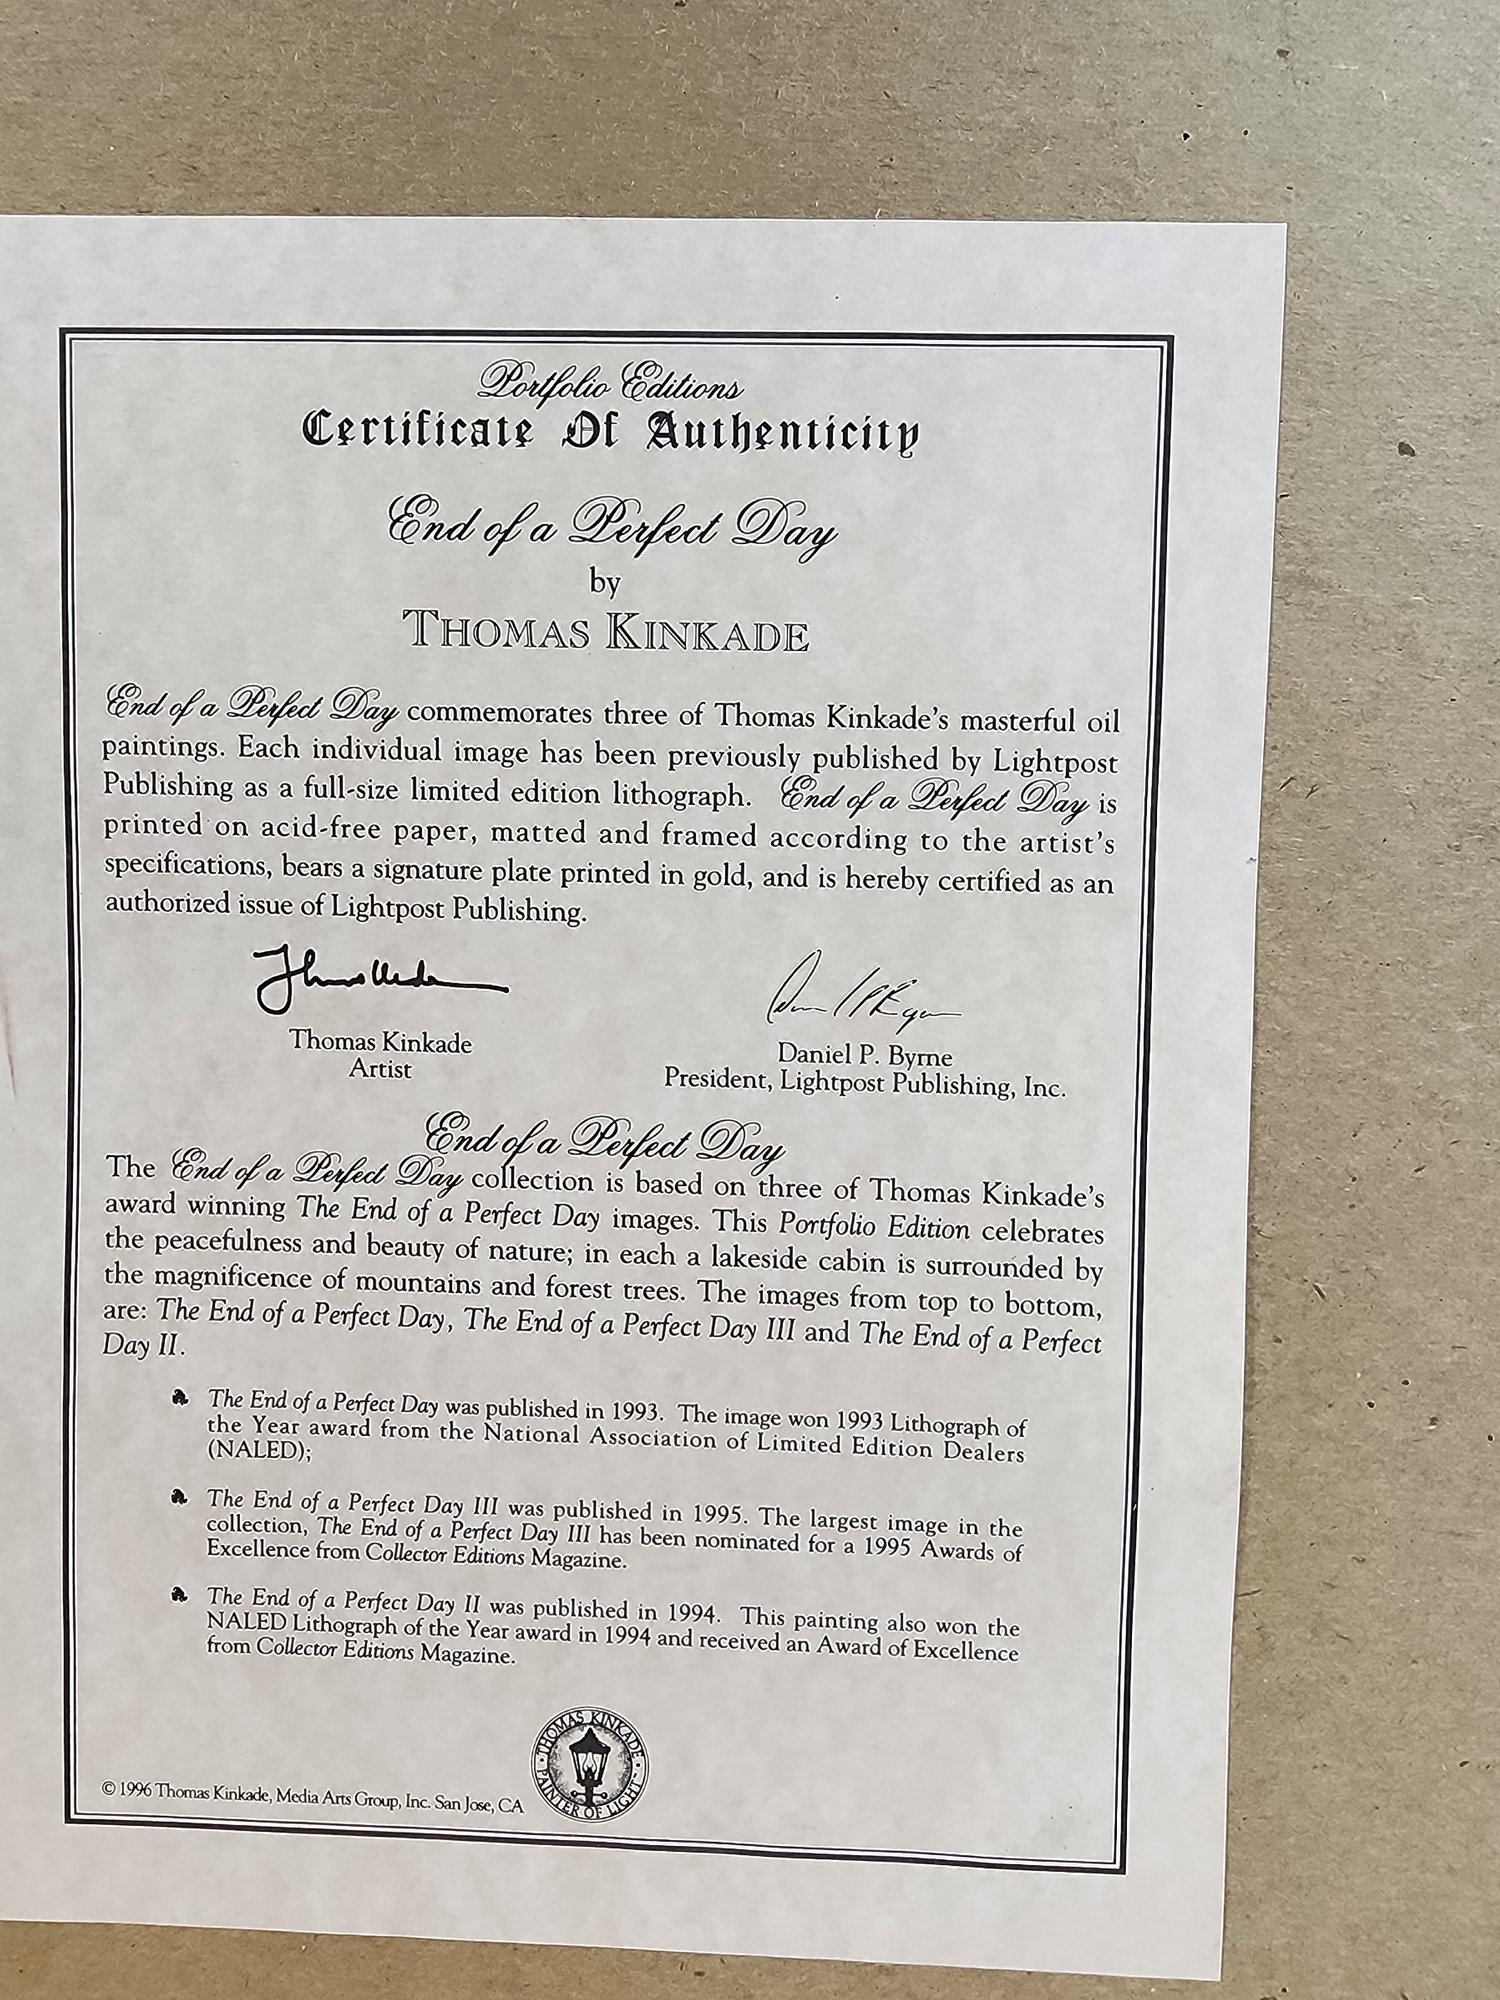 Portfolio Editions
Certificate Of Authenticity
End of a Perfect Day
by
THOMAS KINKADE
End of a Perfect Day commemorates three of Thomas Kinkade's masterful oil
paintings. Each individual image has been previously published by Lightpost
Publishing as a full-size limited edition lithograph. End of a Perfect Day is
printed on acid-free paper, matted and framed according to the artist's
specifications, bears a signature plate printed in gold, and is hereby certified as an
authorized issue of Lightpost Publishing.
Thomas Kinkade
Artist
Daniel P. Byrne
President, Lightpost Publishing, Inc.
End of a Perfect Day
The End of a Perfect Day collection is based on three of Thomas Kinkade's
award winning The End of a Perfect Day images. This Portfolio Edition celebrates
the peacefulness and beauty of nature; in each a lakeside cabin is surrounded by
the magnificence of mountains and forest trees. The images from top to bottom,
are: The End of a Perfect Day, The End of a Perfect Day III and The End of a Perfect
Day II.
The End of a Perfect Day was published in 1993. The image won 1993 Lithograph of
the Year award from the National Association of Limited Edition Dealers
(NALED);
The End of a Perfect Day III was published in 1995. The largest image in the
collection, The End of a Perfect Day III has been nominated for a 1995 Awards of
Excellence from Collector Editions Magazine.
The End of a Perfect Day II was published in 1994. This painting also won the
NALED Lithograph of the Year award in 1994 and received an Award of Excellence
from Collector Editions Magazine.
© 1996 Thomas Kinkade, Media Arts Group, Inc. San Jose, CA
THOMAS KINKADE
PAINTER OF LIGHT